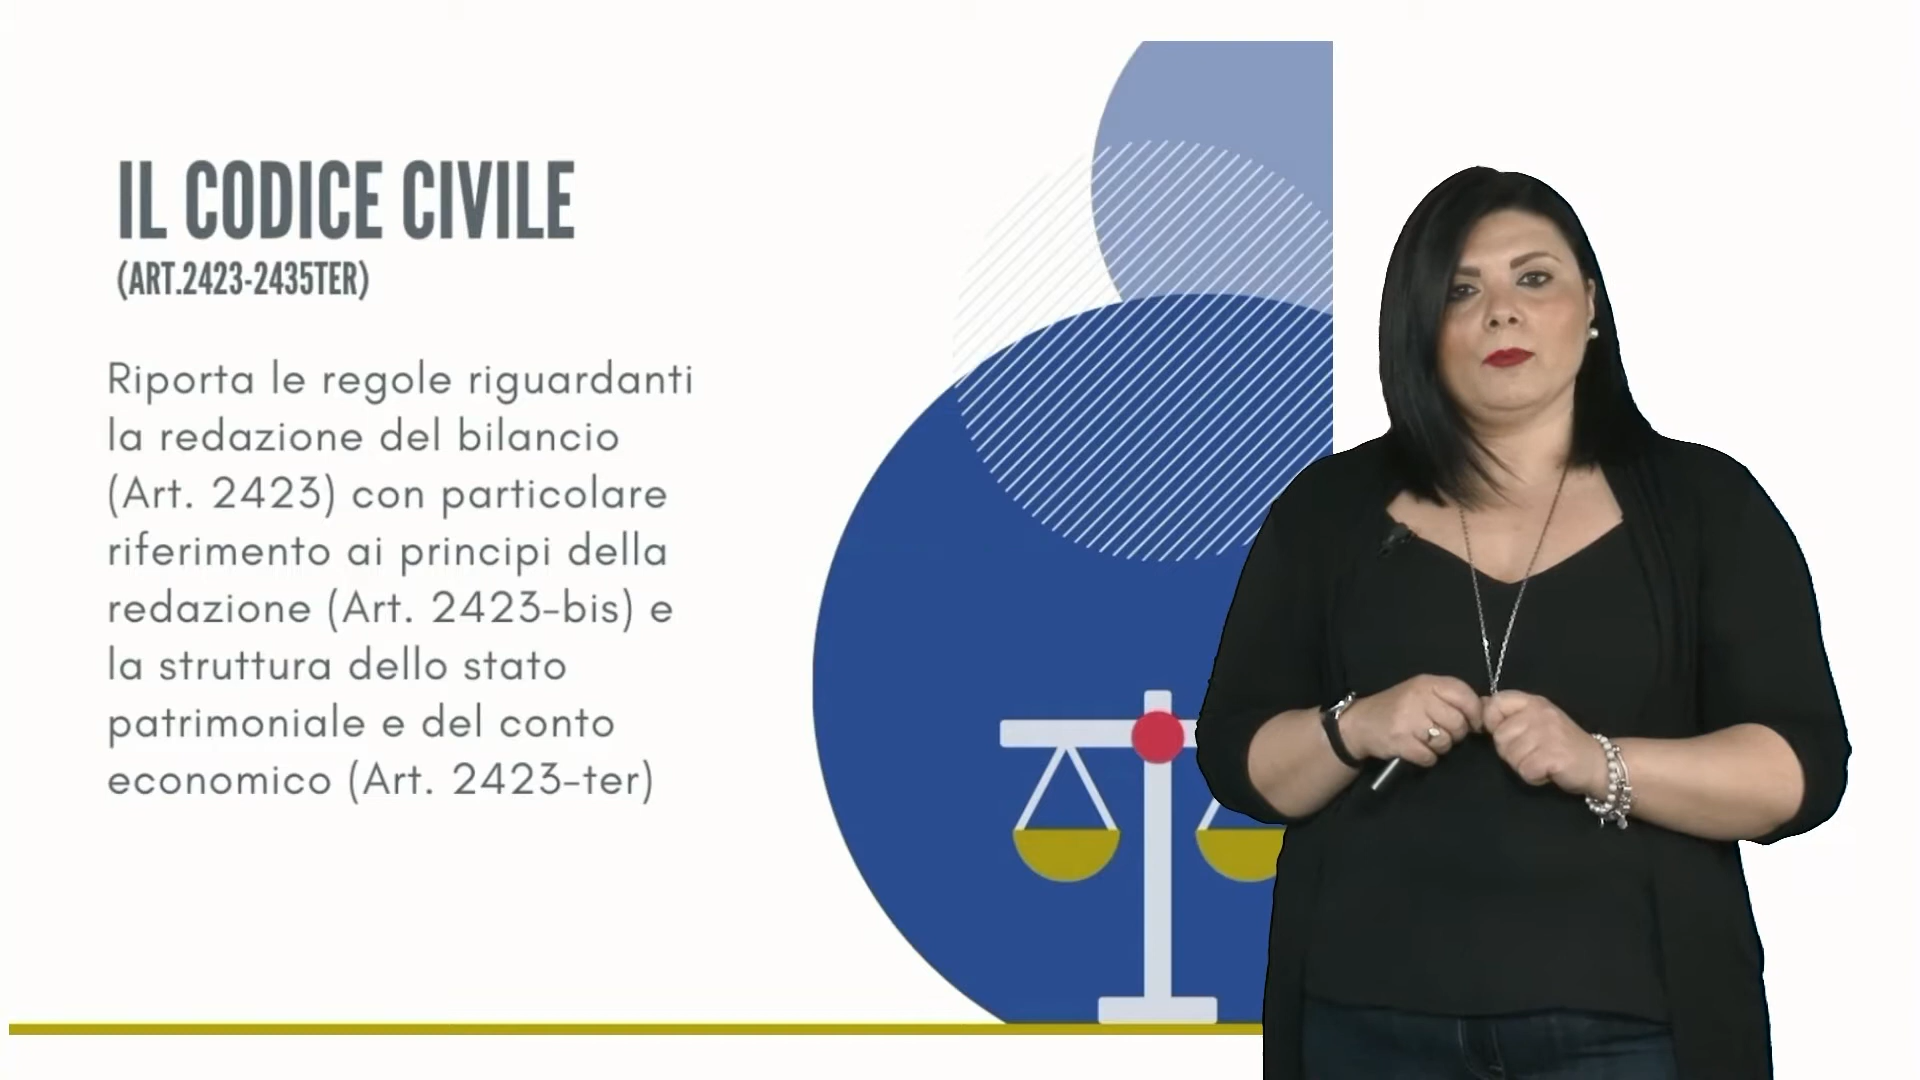 IL CODICE CIVILE
(ART.2423-2435TER)
Riporta le regole riguardanti
la redazione del bilancio
(Art. 2423) con particolare
riferimento ai principi della
redazione (Art. 2423-bis) e
la struttura dello stato
patrimoniale e del conto
economico (Art. 2423-ter)